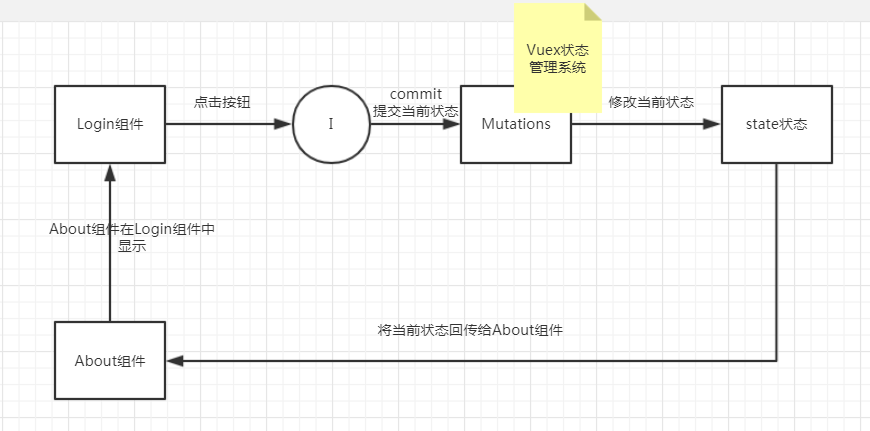 Vuex状态
管理系统
Login组件
点击按钮
I
commit
提交当前状态
Mutations
修改当前状态
state状态
About组件在Login组件中
显示
将当前状态回传给About组件
About组件